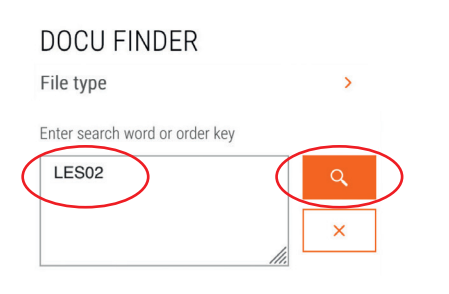 DOCU FINDER
File type
Enter search word or order key
LES02